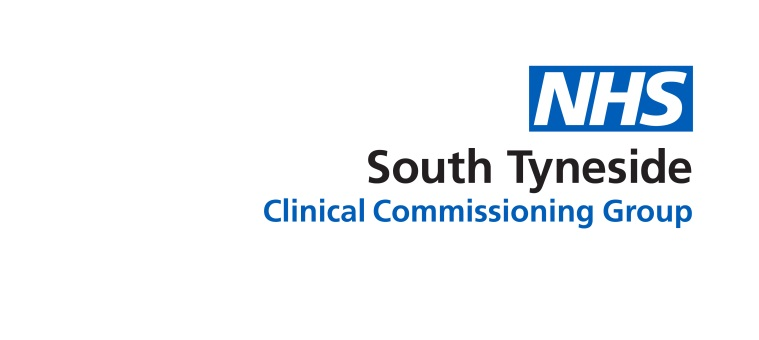 NHS
South Tyneside
Clinical Commissioning Group